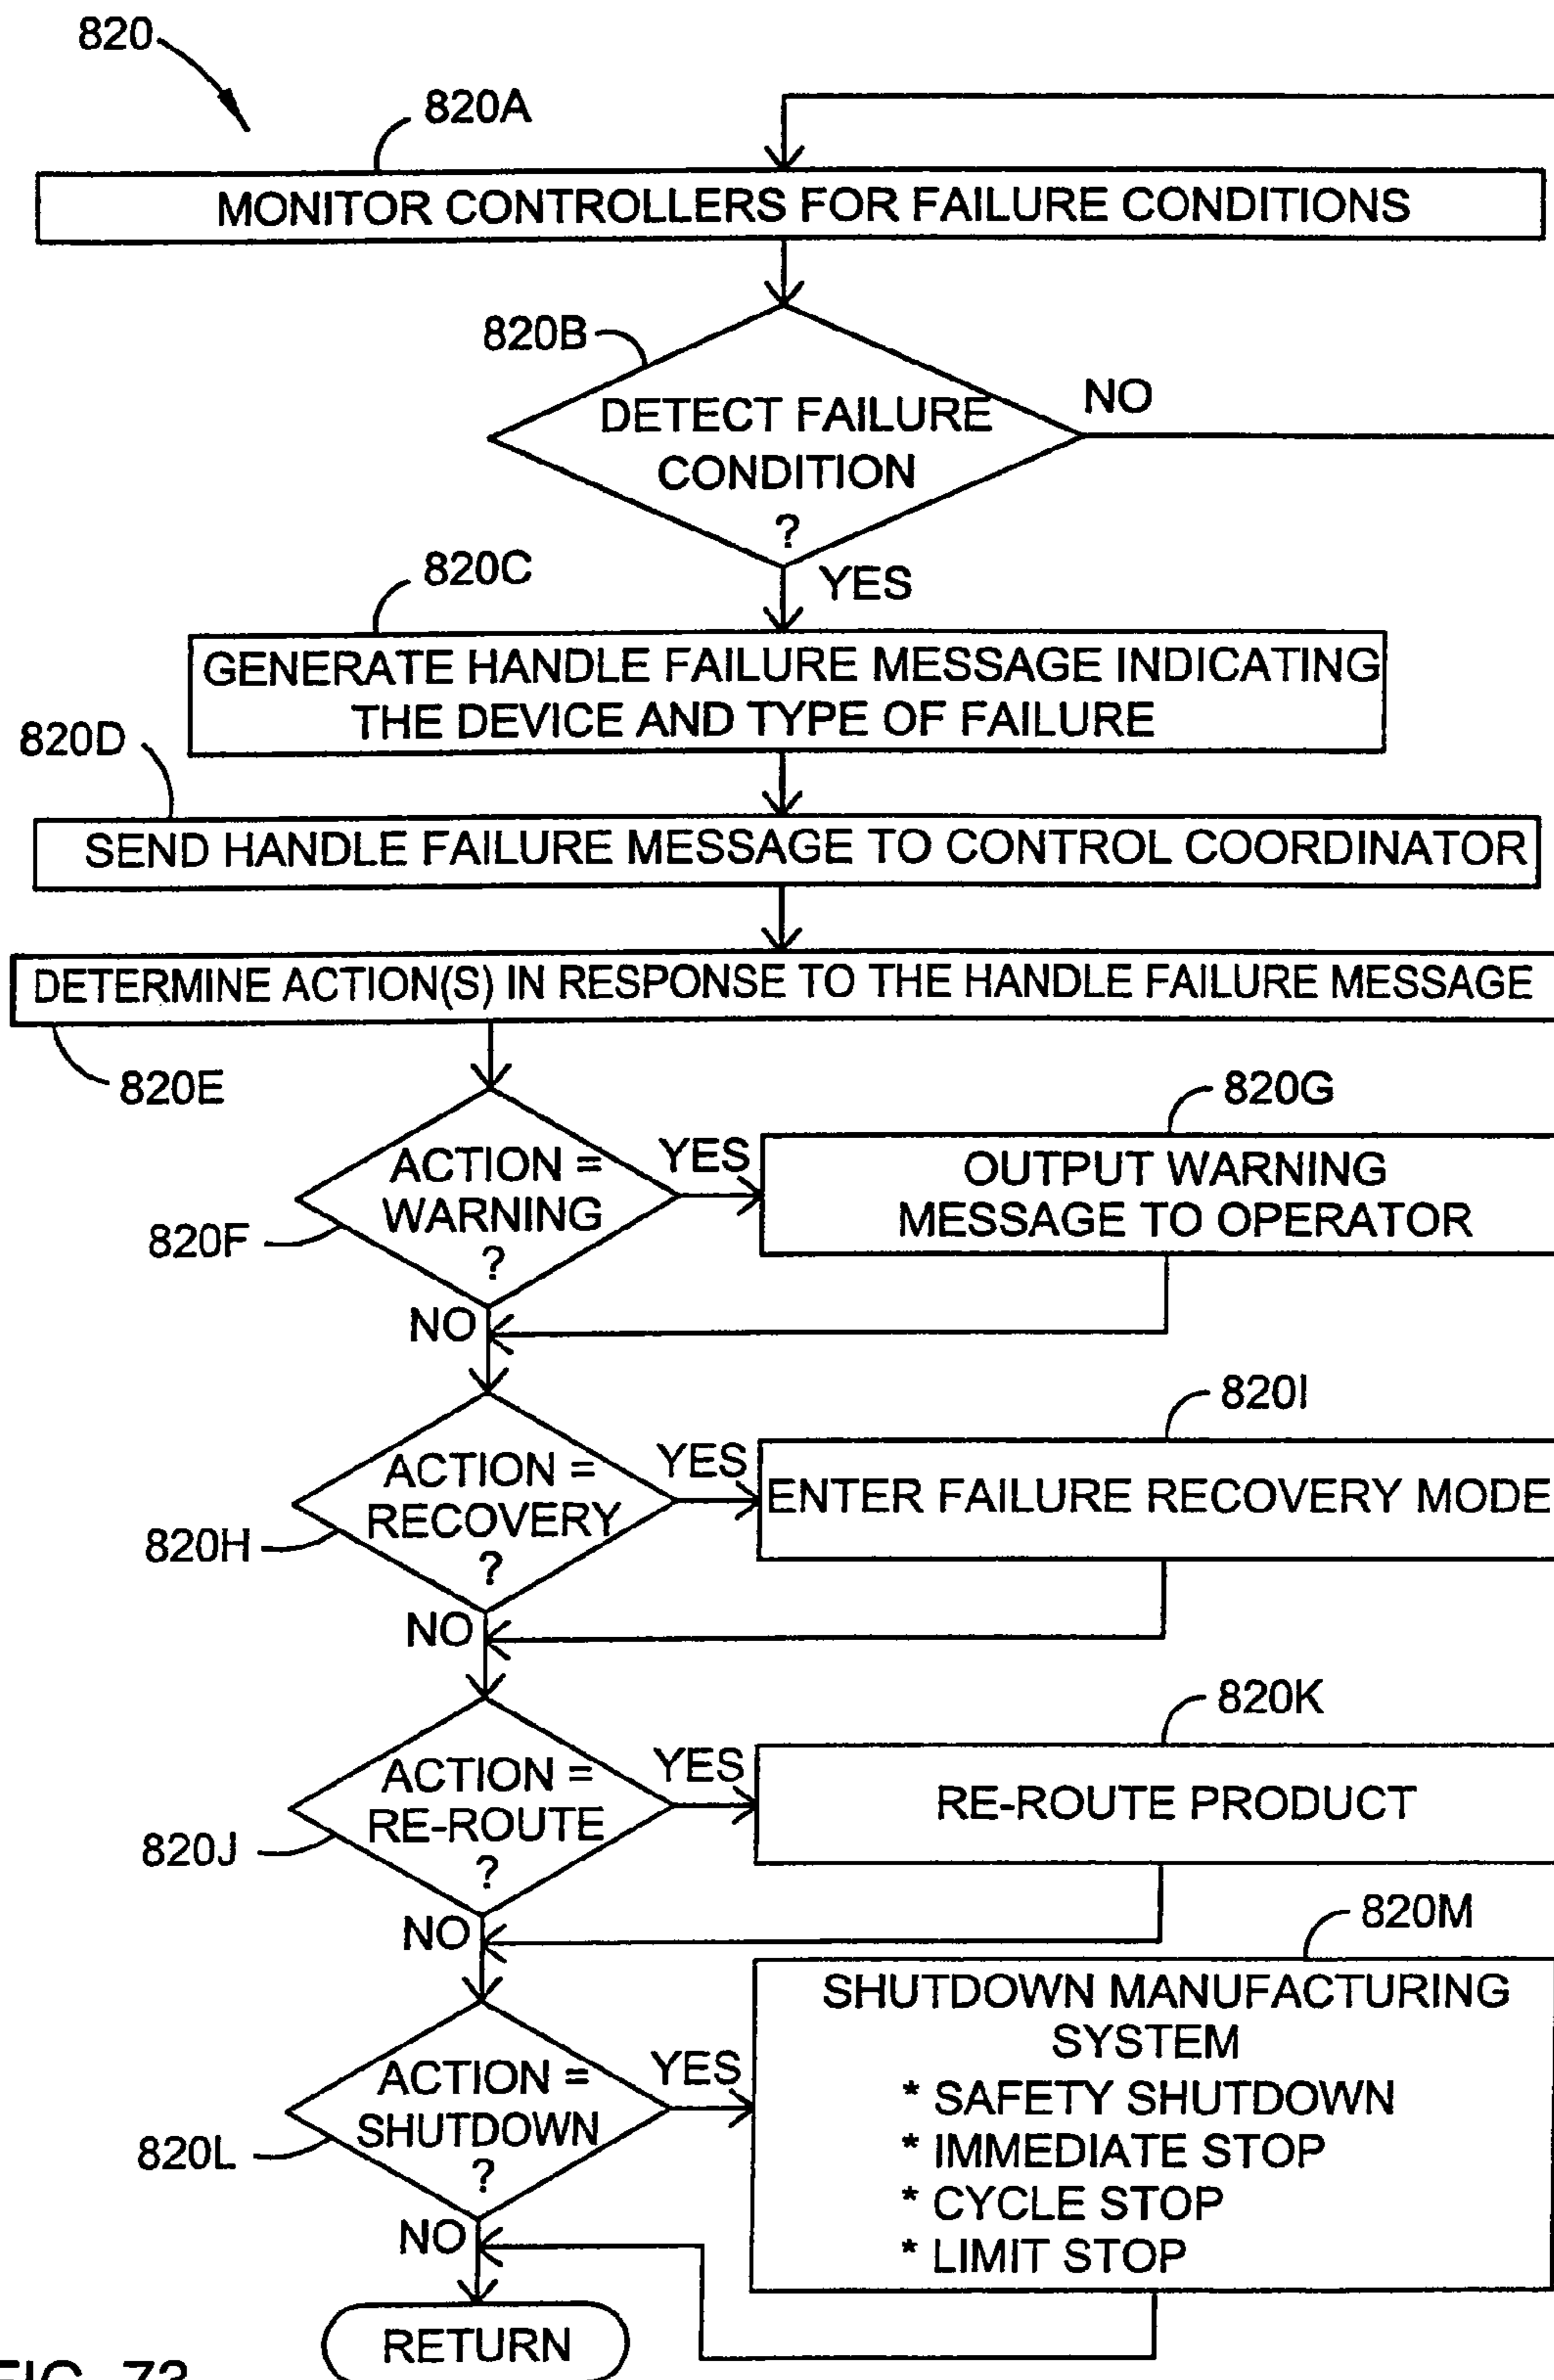 820
820A
MONITOR CONTROLLERS FOR FAILURE CONDITIONS
820B
DETECT FAILURE
CONDITION
?
NO
YES
820C
GENERATE HANDLE FAILURE MESSAGE INDICATING
THE DEVICE AND TYPE OF FAILURE
820D
SEND HANDLE FAILURE MESSAGE TO CONTROL COORDINATOR
DETERMINE ACTION(S) IN RESPONSE TO THE HANDLE FAILURE MESSAGE
820E
820F
ACTION =
WARNING
?
YES
820G
OUTPUT WARNING
MESSAGE TO OPERATOR
NO
820H
ACTION =
RECOVERY
?
YES
820I
ENTER FAILURE RECOVERY MODE
NO
820J
ACTION =
RE-ROUTE
?
YES
820K
RE-ROUTE PRODUCT
NO
820L
ACTION =
SHUTDOWN
?
YES
820M
SHUTDOWN MANUFACTURING
SYSTEM
* SAFETY SHUTDOWN
* IMMEDIATE STOP
* CYCLE STOP
* LIMIT STOP
NO
RETURN
FIG. 73